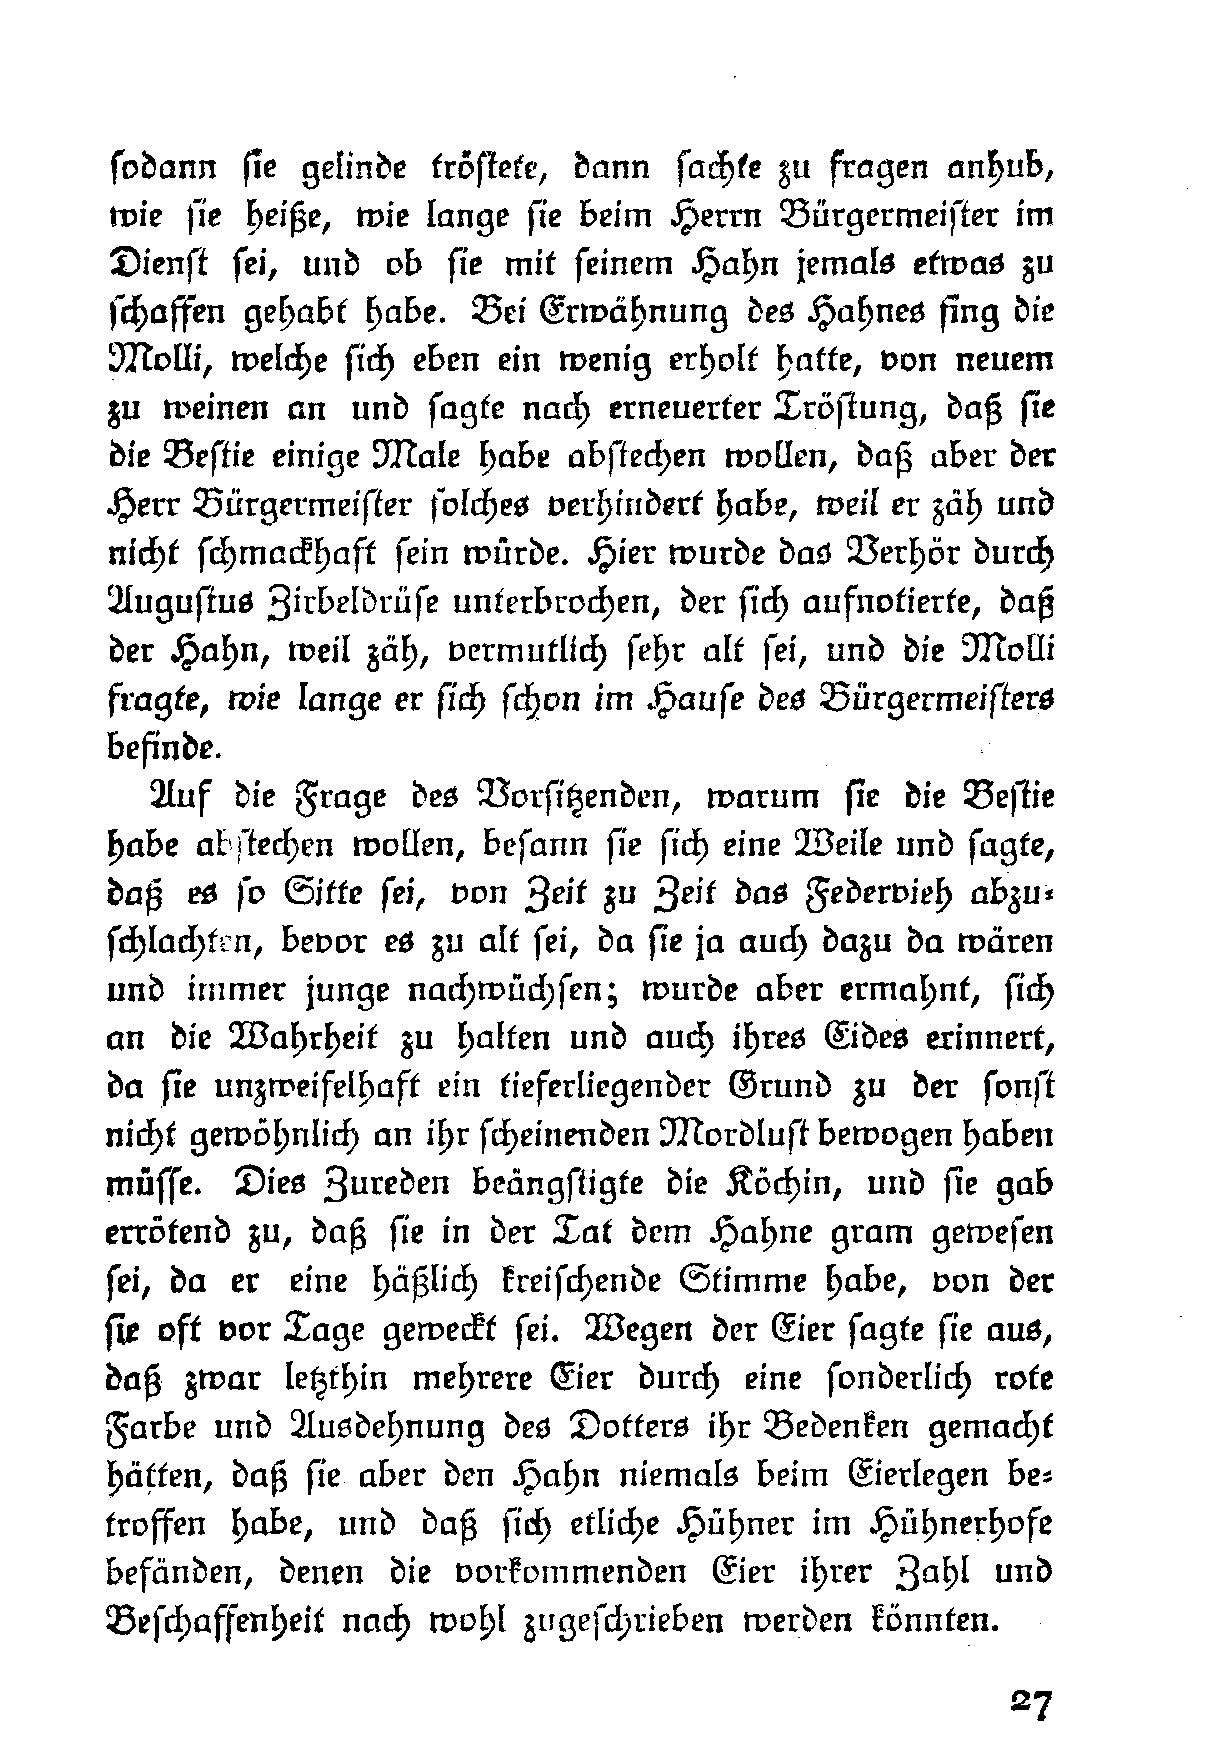 sodann sie gelinde tröstete, dann sachte zu fragen anhub,
wie sie heiße, wie lange sie beim Herrn Bürgermeister im
Dienst sei, und ob sie mit seinem Hahn jemals etwas zu
schaffen gehabt habe. Bei Erwähnung des Hahnes fing die
Molli, welche sich eben ein wenig erholt hatte, von neuem
zu weinen an und sagte nach erneuerter Tröstung, daß sie
die Bestie einige Male habe abstechen wollen, daß aber der
Herr Bürgermeister solches verhindert habe, weil er zäh und
nicht schmackhaft sein würde. Hier wurde das Verhör durch
Augustus Zirbeldrüse unterbrochen, der sich aufnotierte, daß
der Hahn, weil zäh, vermutlich sehr alt sei, und die Molli
fragte, wie lange er sich schon im Hause des Bürgermeisters
befinde.
Auf die Frage des Vorsitzenden, warum sie die Bestie
habe abstechen wollen, besann sie sich eine Weile und sagte,
daß es so Sitte sei, von Zeit zu Zeit das Federvieh abzu-
schlachten, bevor es zu alt sei, da sie ja auch dazu da wären
und immer junge nachwüchsen; wurde aber ermahnt, sich
an die Wahrheit zu halten und auch ihres Eides erinnert,
da sie unzweifelhaft ein tieferliegender Grund zu der sonst
nicht gewöhnlich an ihr scheinenden Mordlust bewogen haben
müsse. Dies Zureden beängstigte die Köchin, und sie gab
errötend zu, daß sie in der Tat dem Hahne gram gewesen
sei, da er eine häßlich kreischende Stimme habe, von der
sie oft vor Tage geweckt sei. Wegen der Eier sagte sie aus,
daß zwar letzthin mehrere Eier durch eine sonderlich rote
Farbe und Ausdehnung des Dotters ihr Bedenken gemacht
hätten, daß sie aber den Hahn niemals beim Eierlegen be-
troffen habe, und daß sich etliche Hühner im Hühnerhofe
befänden, denen die vorkommenden Eier ihrer Zahl und
Beschaffenheit nach wohl zugeschrieben werden könnten.
27